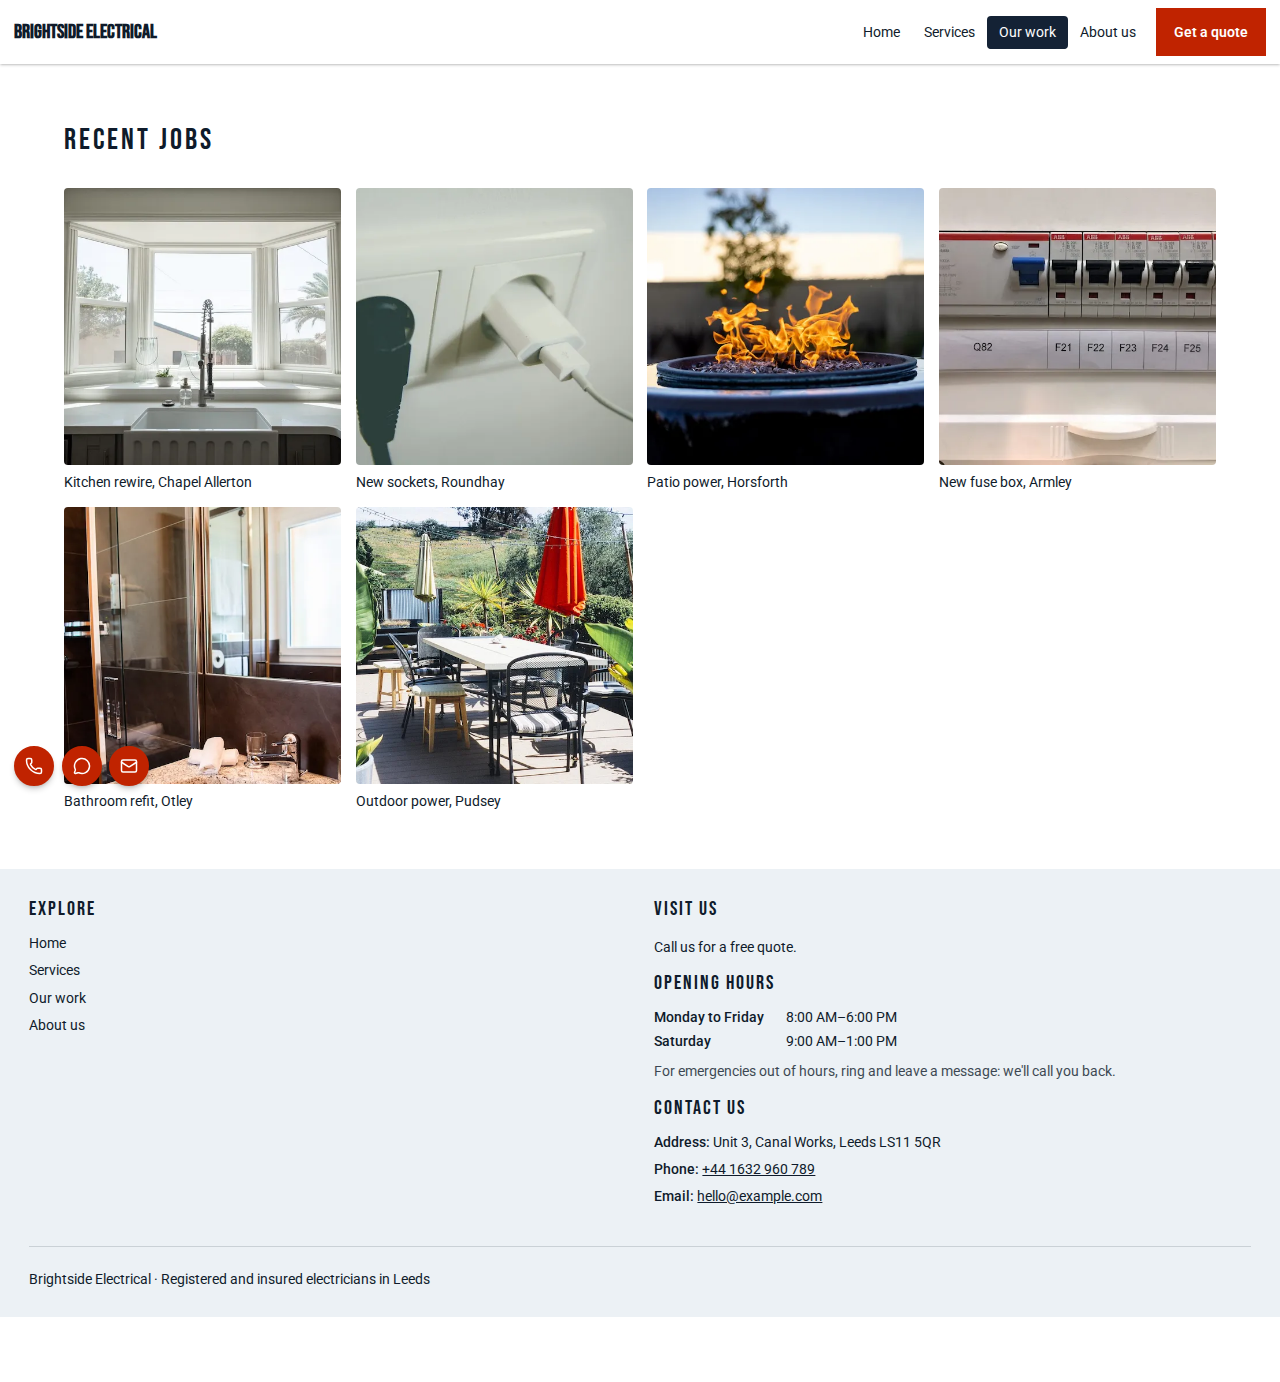 BRIGHTSIDE ELECTRICAL
Home
Services
Our work
About us
Get a quote
RECENT JOBS
ABB ABB ABB ABB ABB
Q82
F21 F22 F23 F24 F25
Kitchen rewire, Chapel Allerton
New sockets, Roundhay
Patio power, Horsforth
New fuse box, Armley
Bathroom refit, Otley
Outdoor power, Pudsey
EXPLORE
Home
Services
Our work
About us
VISIT US
Call us for a free quote.
OPENING HOURS
Monday to Friday 8:00 AM–6:00 PM
Saturday 9:00 AM–1:00 PM
For emergencies out of hours, ring and leave a message: we'll call you back.
CONTACT US
Address: Unit 3, Canal Works, Leeds LS11 5QR
Phone: +44 1632 960 789
Email: hello@example.com
Brightside Electrical · Registered and insured electricians in Leeds